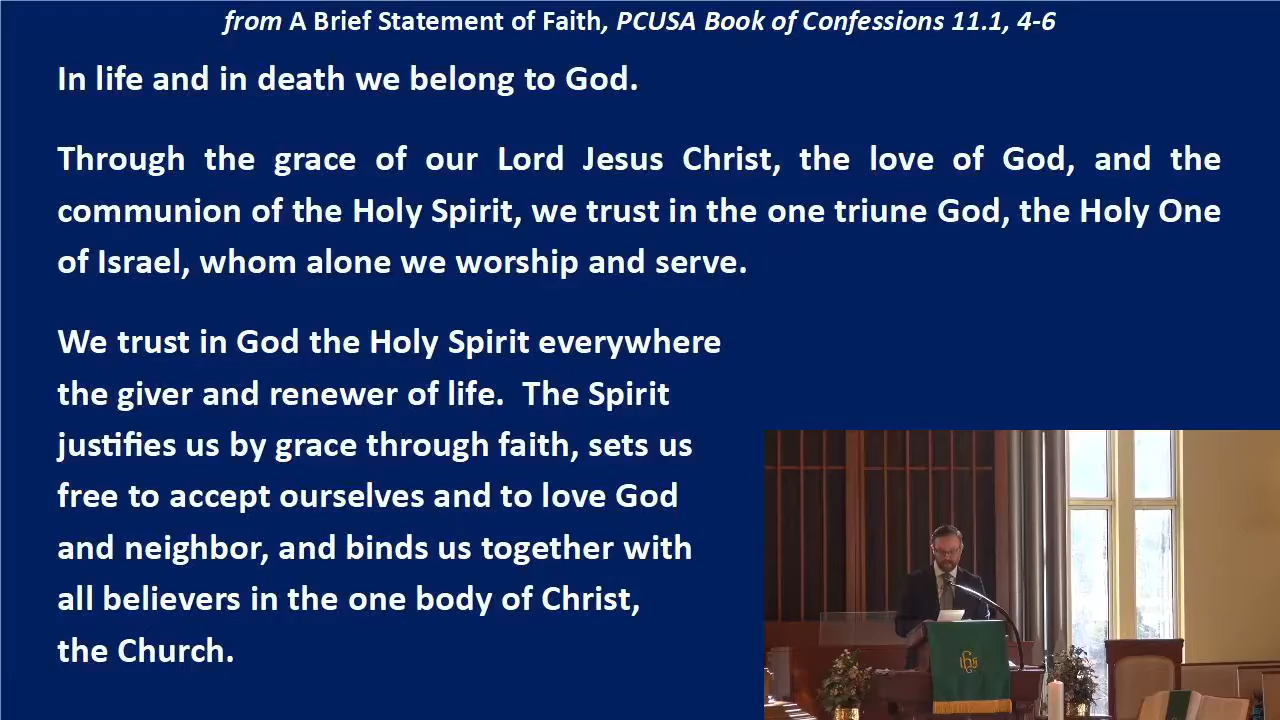 from A Brief Statement of Faith, PCUSA Book of Confessions 11.1, 4-6
In life and in death we belong to God.
Through the grace of our Lord Jesus Christ, the love of God, and the
communion of the Holy Spirit, we trust in the one triune God, the Holy One
of Israel, whom alone we worship and serve.
We trust in God the Holy Spirit everywhere
the giver and renewer of life.  The Spirit
justifies us by grace through faith, sets us
free to accept ourselves and to love God
and neighbor, and binds us together with
all believers in the one body of Christ,
the Church.
IHS